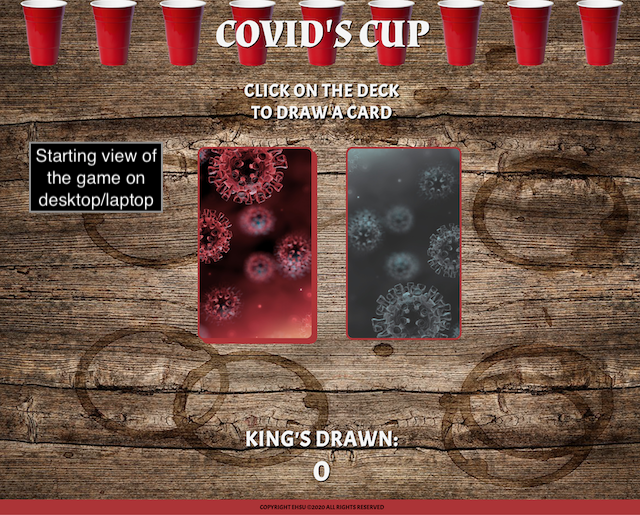 COVID'S CUP
CLICK ON THE DECK
TO DRAW A CARD
Starting view of
the game on
desktop/laptop
KING'S DRAWN:
0
COPYRIGHT EHSU ©2020 ALL RIGHTS RESERVED